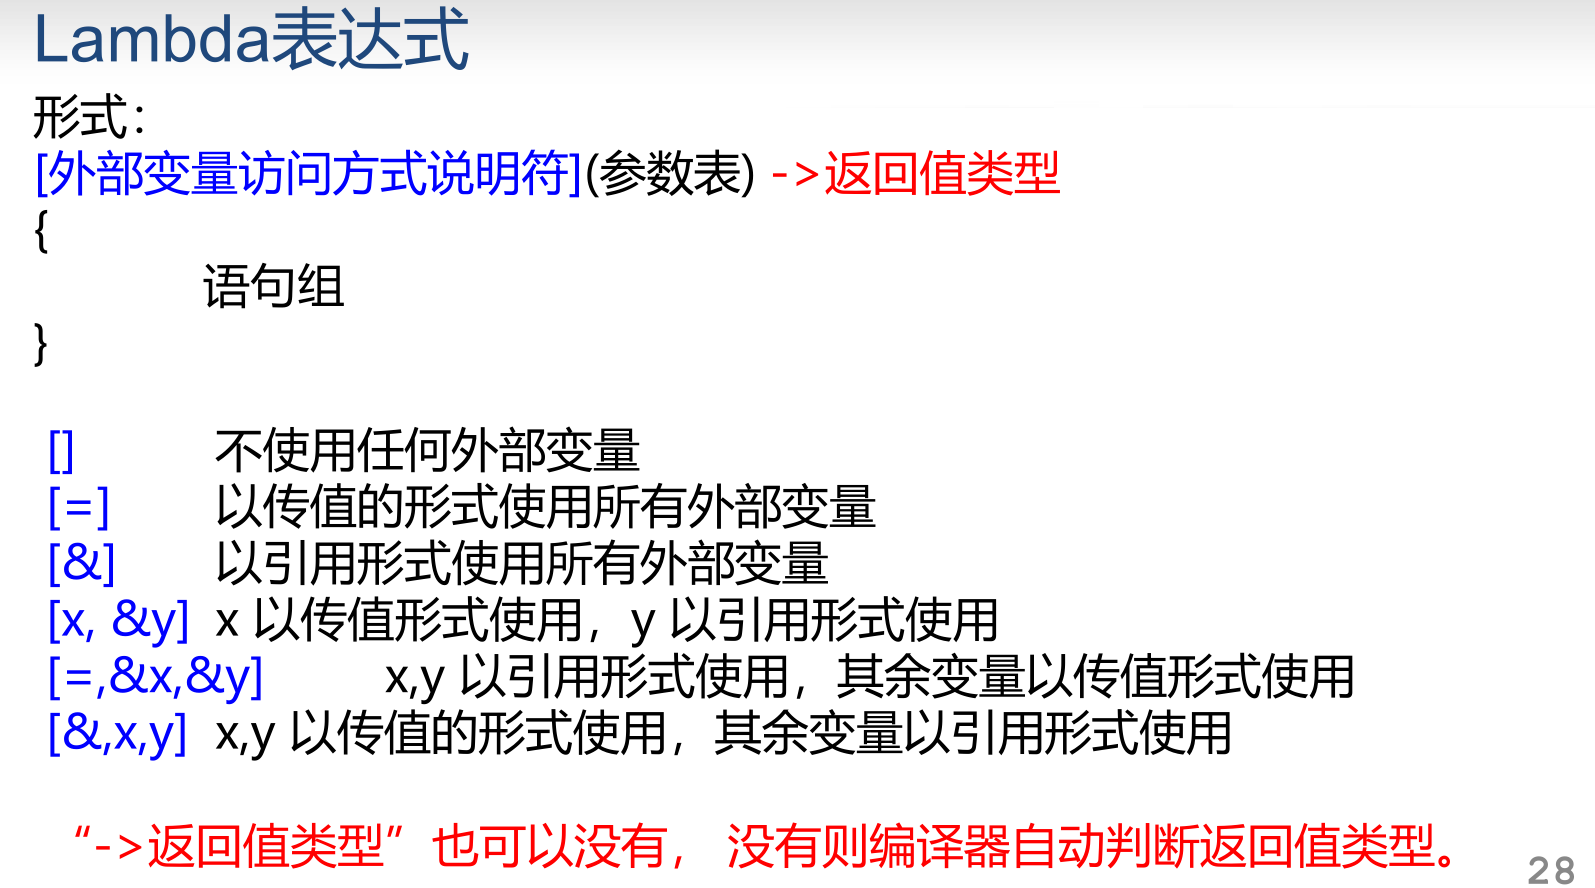 Lambda表达式
形式：
[外部变量访问方式说明符](参数表) ->返回值类型
{
语句组
}
[] 不使用任何外部变量
[=] 以传值的形式使用所有外部变量
[&] 以引用形式使用所有外部变量
[x, &y] x 以传值形式使用，y 以引用形式使用
[=,&x,&y] x,y 以引用形式使用，其余变量以传值形式使用
[&,x,y] x,y 以传值的形式使用，其余变量以引用形式使用
“->返回值类型”也可以没有， 没有则编译器自动判断返回值类型。
28